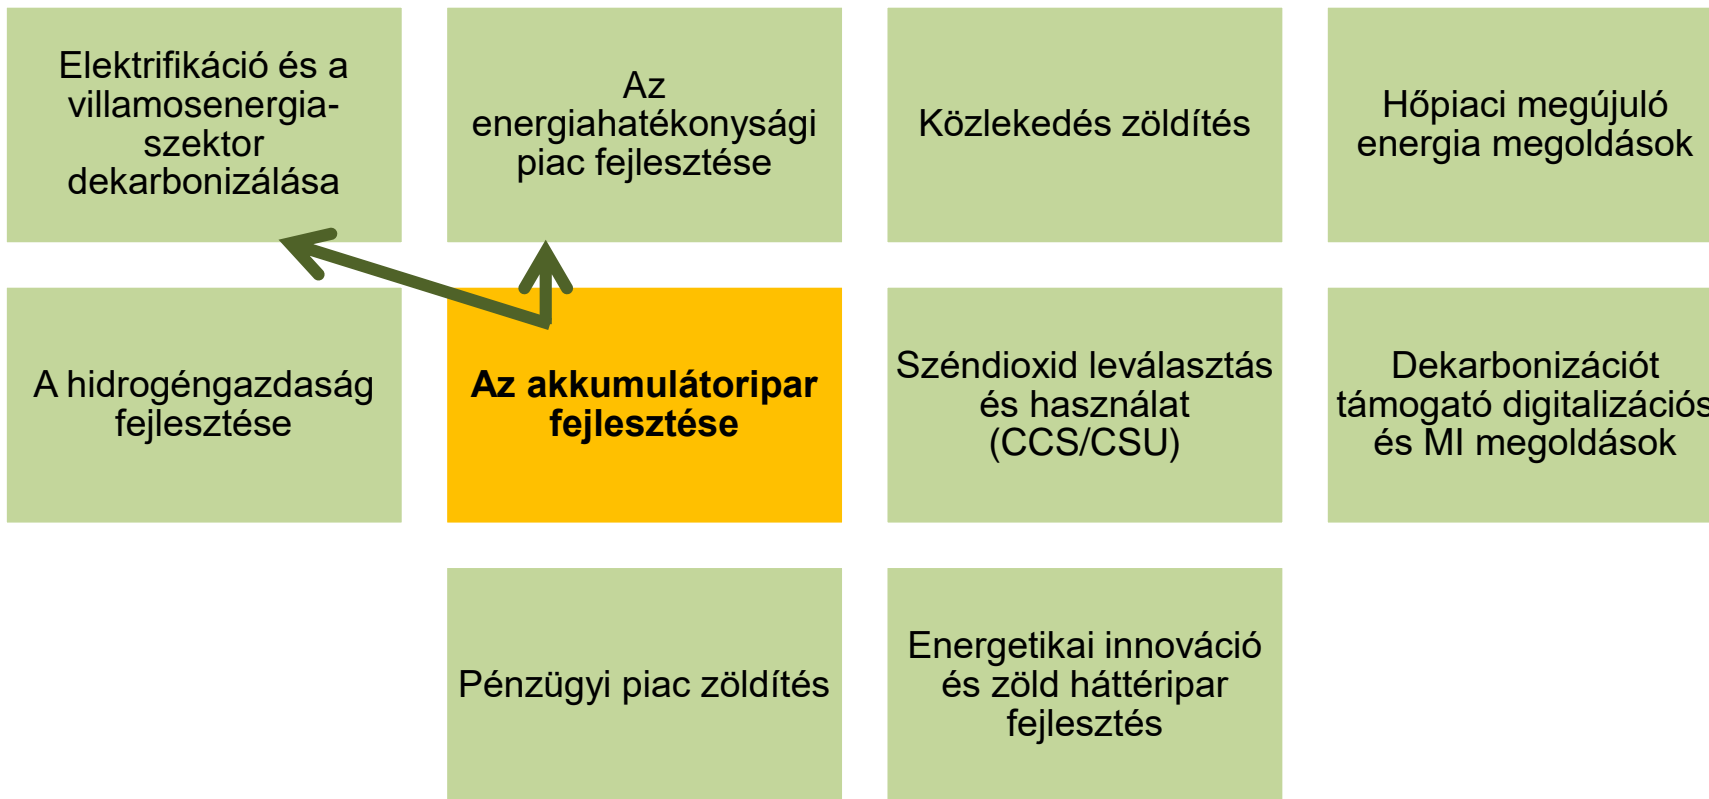 Elektrifikáció és a
villamosenergia-
szektor
dekarbonizálása
Az
energiahatékonysági
piac fejlesztése
Közlekedés zöldítés
Hőpiaci megújuló
energia megoldások
A hidrogéngazdaság
fejlesztése
Az akkumulátoripar
fejlesztése
Széndioxid leválasztás
és használat
(CCS/CSU)
Dekarbonizációt
támogató digitalizációs
és MI megoldások
Pénzügyi piac zöldítés
Energetikai innováció
és zöld háttéripar
fejlesztés